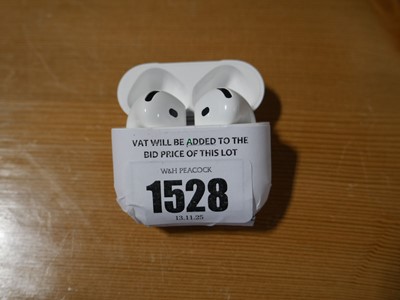 VAT WILL BE ADDED TO THE
BID PRICE OF THIS LOT
W&H PEACOCK
1528
13.11.25